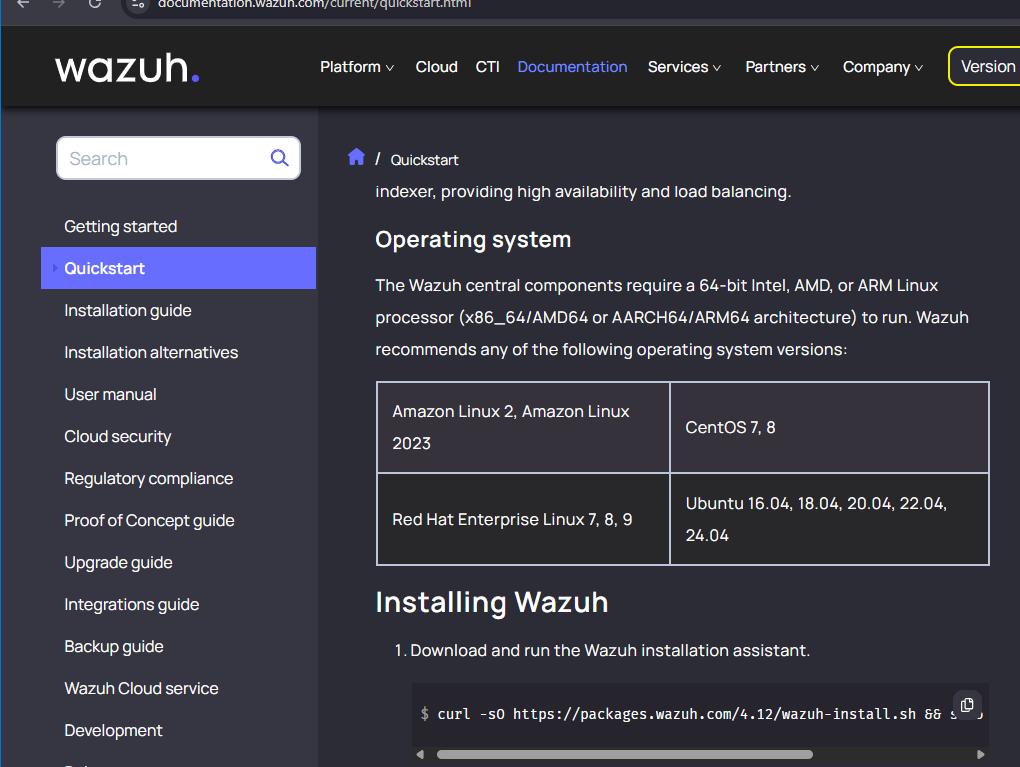 documentation.wazuh.com/current/quickstart.html
wazuh.
Platform
Cloud
CTI
Documentation
Services
Partners
Company
Version
Search
Getting started
Quickstart
Installation guide
Installation alternatives
User manual
Cloud security
Regulatory compliance
Proof of Concept guide
Upgrade guide
Integrations guide
Backup guide
Wazuh Cloud service
Development
/ Quickstart
indexer, providing high availability and load balancing.
Operating system
The Wazuh central components require a 64-bit Intel, AMD, or ARM Linux
processor (x86_64/AMD64 or AARCH64/ARM64 architecture) to run. Wazuh
recommends any of the following operating system versions:
Amazon Linux 2, Amazon Linux
2023
CentOS 7, 8
Red Hat Enterprise Linux 7, 8, 9
Ubuntu 16.04, 18.04, 20.04, 22.04,
24.04
Installing Wazuh
1. Download and run the Wazuh installation assistant.
$ curl -sO https://packages.wazuh.com/4.12/wazuh-install.sh &&